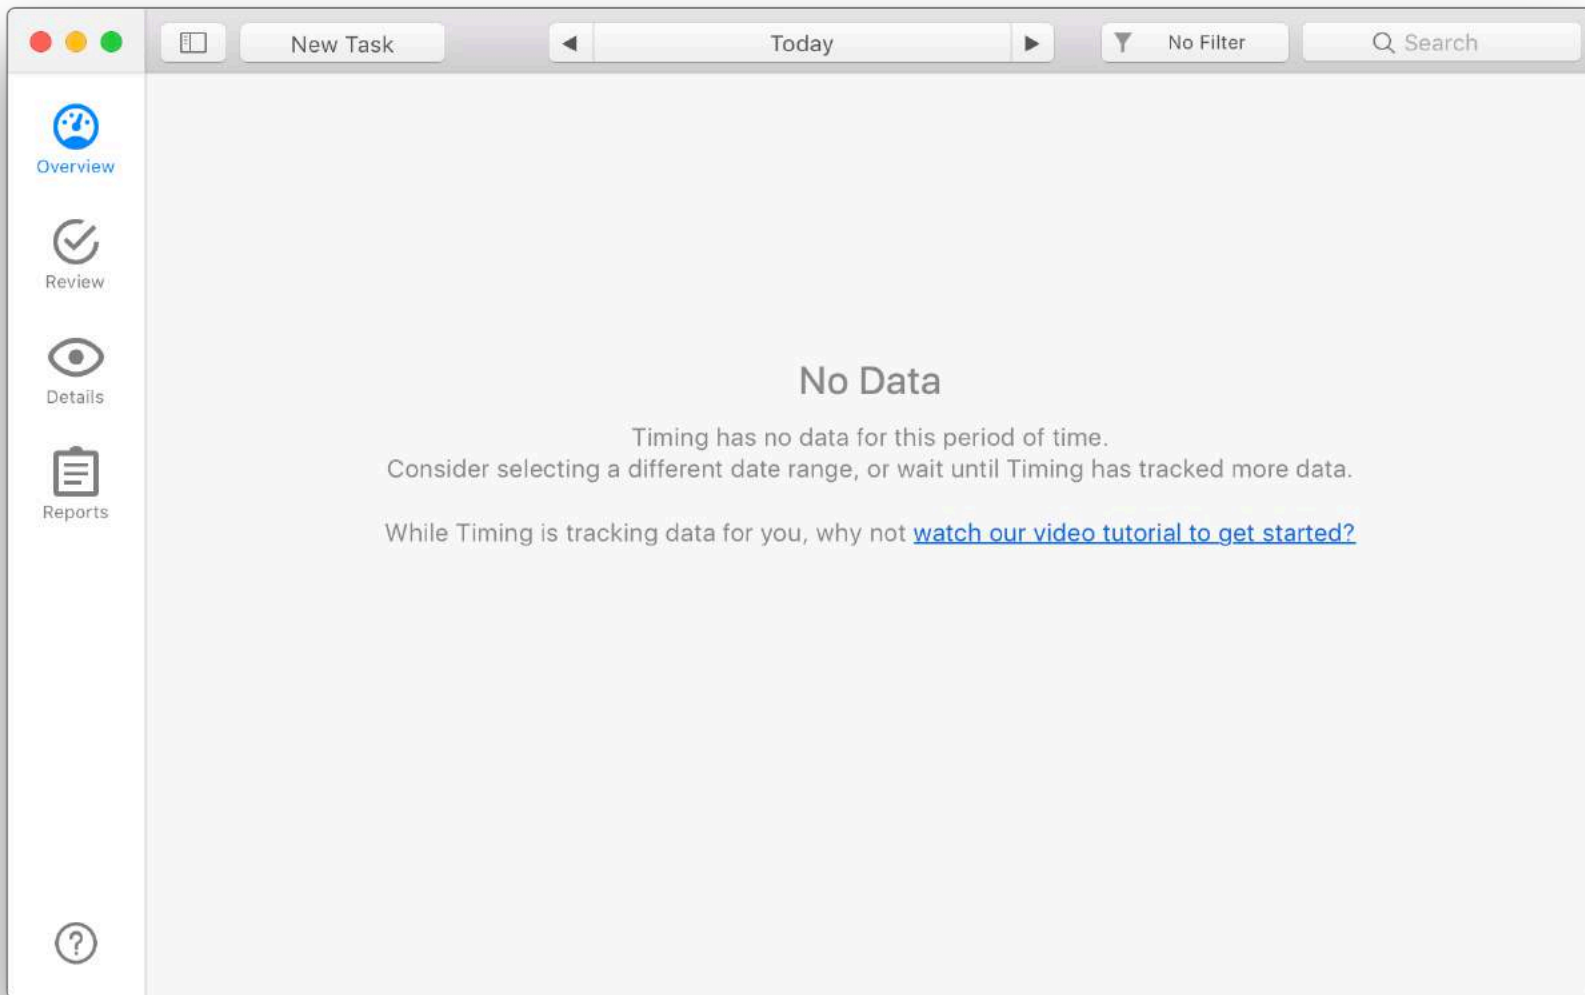 New Task
Today
No Filter
Search
Overview
Review
Details
Reports
No Data
Timing has no data for this period of time.
Consider selecting a different date range, or wait until Timing has tracked more data.
While Timing is tracking data for you, why not watch our video tutorial to get started?
?